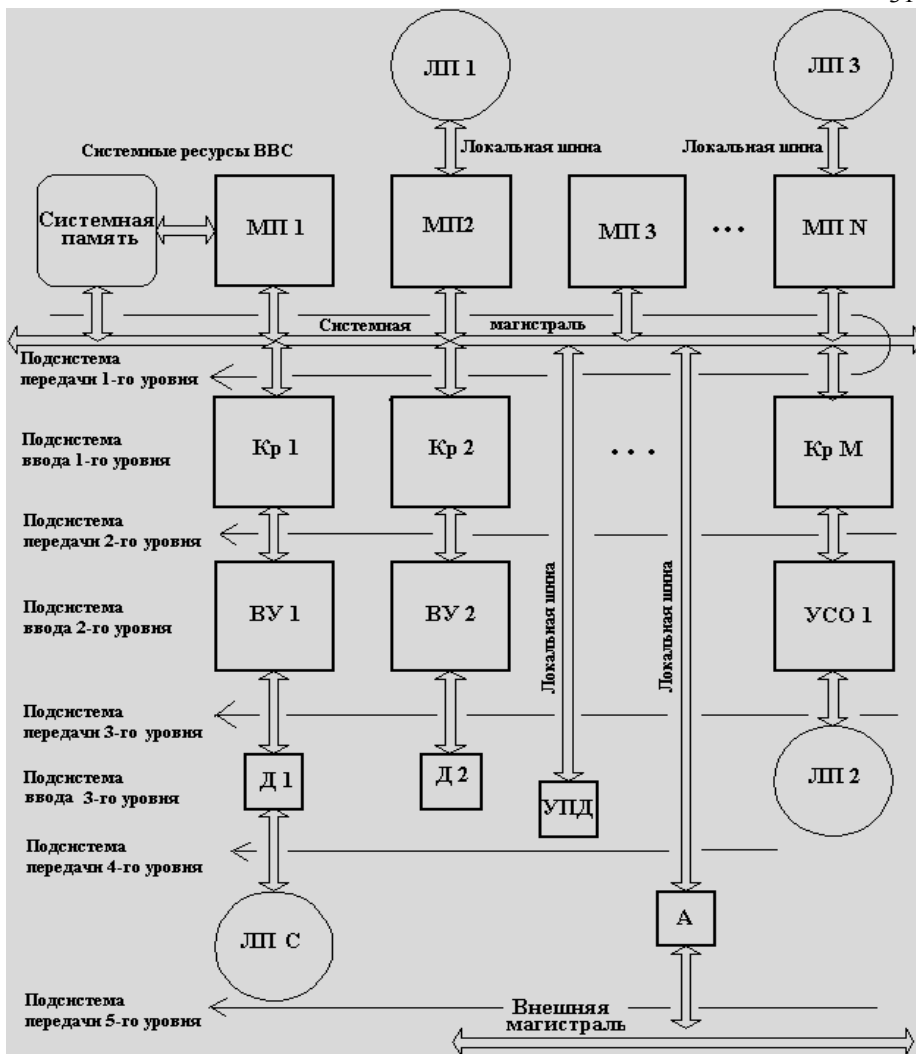 ЛП 1
ЛП 3
Системные ресурсы ВВС
Локальная шина
Локальная шина
Системная
память
МП 1
МП2
МП 3
...
МП N
Системная
магистраль
Подсистема
передачи 1-го уровня
Подсистема
ввода 1-го уровня
Кр 1
Кр 2
...
Кр М
Подсистема
передачи 2-го уровня
Локальная шина
Локальная шина
Подсистема
ввода 2-го уровня
ВУ 1
ВУ 2
УСО 1
Подсистема
передачи 3-го уровня
Подсистема
ввода 3-го уровня
Д 1
Д 2
УПД
ЛП 2
Подсистема
передачи 4-го уровня
А
ЛП С
Подсистема
передачи 5-го уровня
Внешняя
магистраль